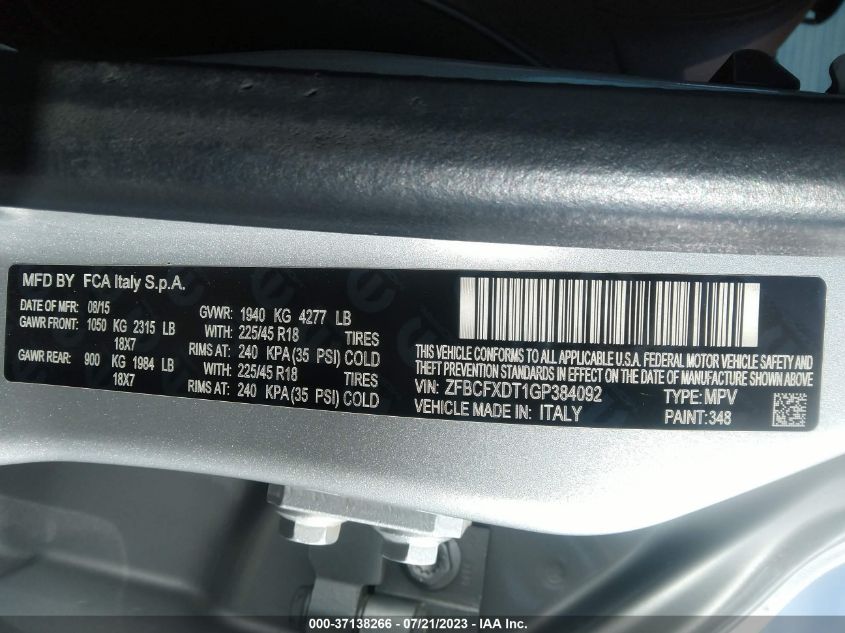 MFD BY FCA Italy S.p.A.
DATE OF MFR: 08/15 GVWR: 1940 KG 4277 LB
GAWR FRONT: 1050 KG 2315 LB WITH: 225/45 R18 TIRES
18X7 RIMS AT: 240 KPA (35 PSI) COLD
GAWR REAR: 900 KG 1984 LB WITH: 225/45 R18 TIRES
18X7 RIMS AT: 240 KPA (35 PSI) COLD
THIS VEHICLE CONFORMS TO ALL APPLICABLE U.S.A. FEDERAL MOTOR VEHICLE SAFETY AND
THEFT PREVENTION STANDARDS IN EFFECT ON THE DATE OF MANUFACTURE SHOWN ABOVE
VIN: ZFBCFXDT1GP384092 TYPE: MPV
VEHICLE MADE IN: ITALY PAINT: 348
000-37138266 - 07/21/2023 - IAA Inc.